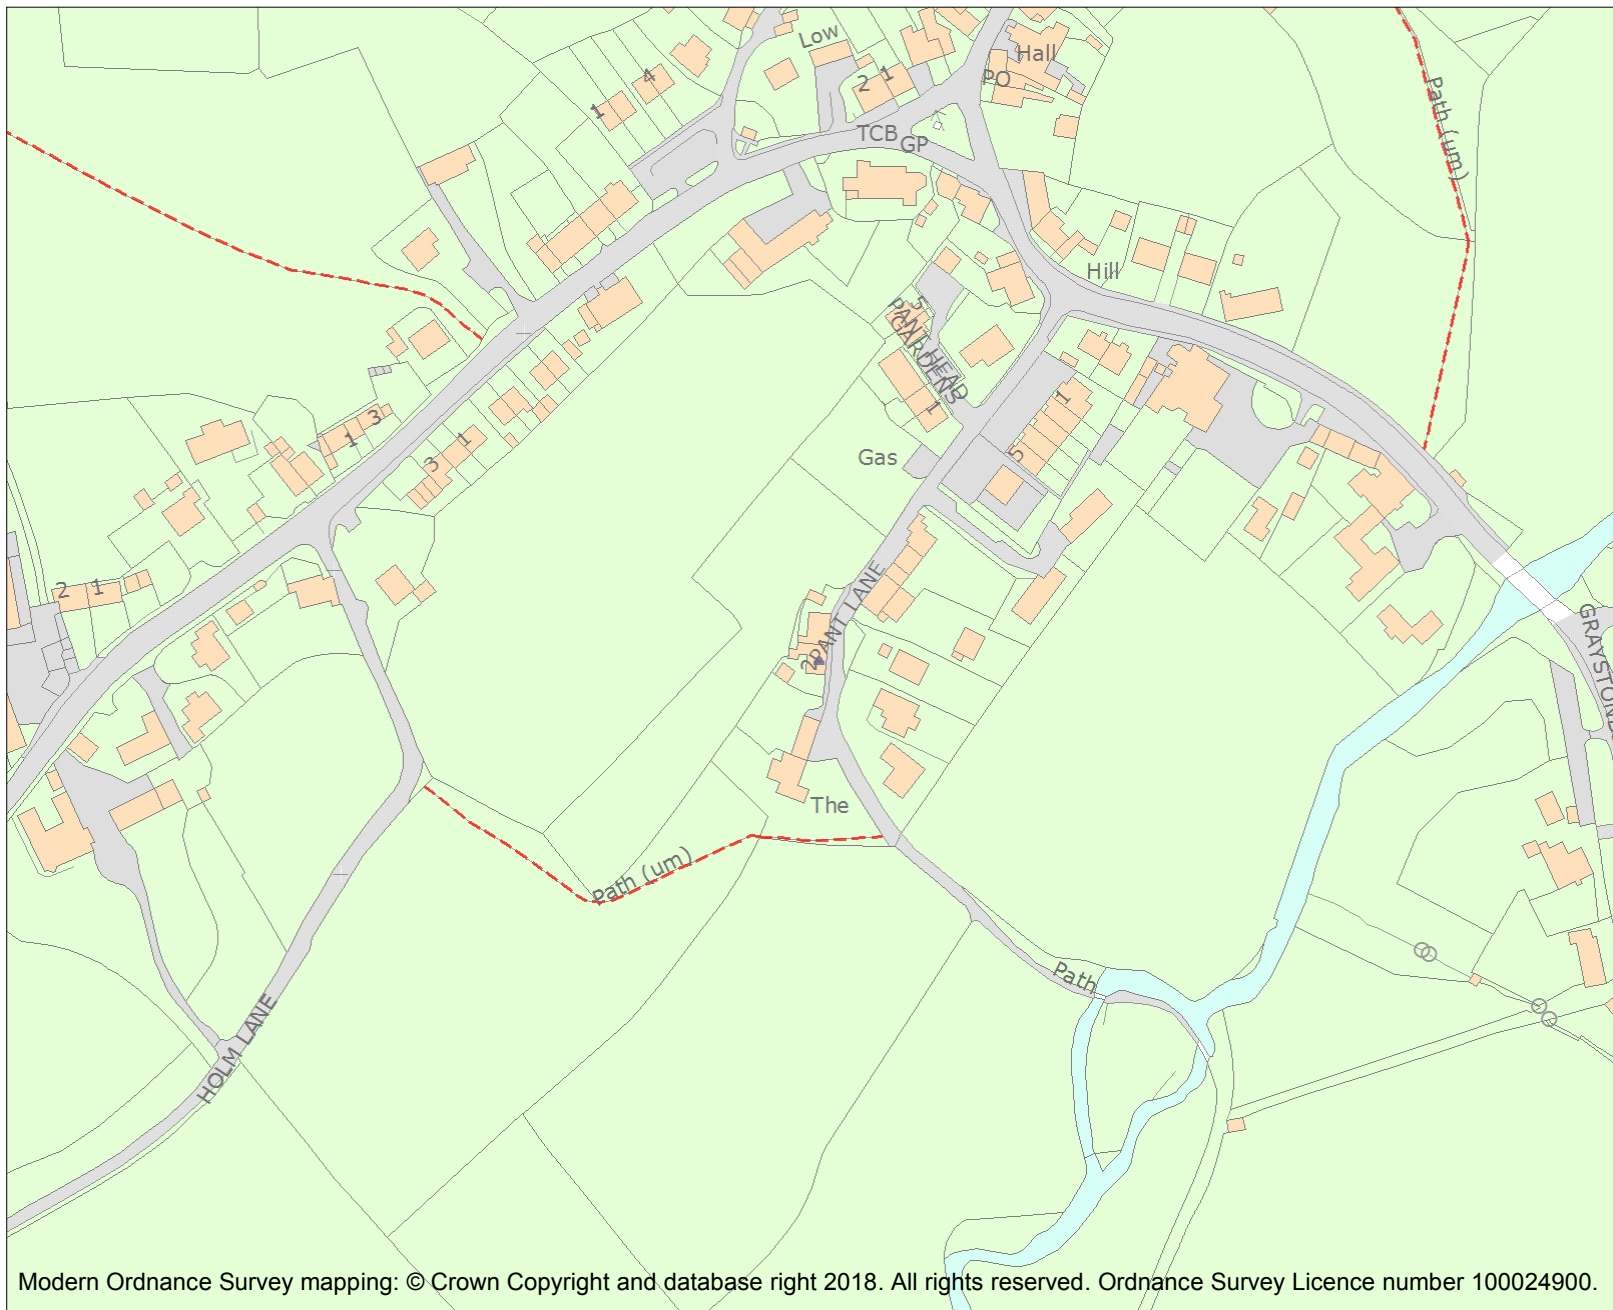 Low
Hall
4
2 1
PO
1
TCB
GP
Path (um)
Hill
5
PANT HEAD
GARDENS
1
1
3
1
1
3
Gas
5
2 1
PANT LANE
2
GRAYSTONE
The
Path (um)
Path
HOLM LANE
Modern Ordnance Survey mapping: © Crown Copyright and database right 2018. All rights reserved. Ordnance Survey Licence number 100024900.